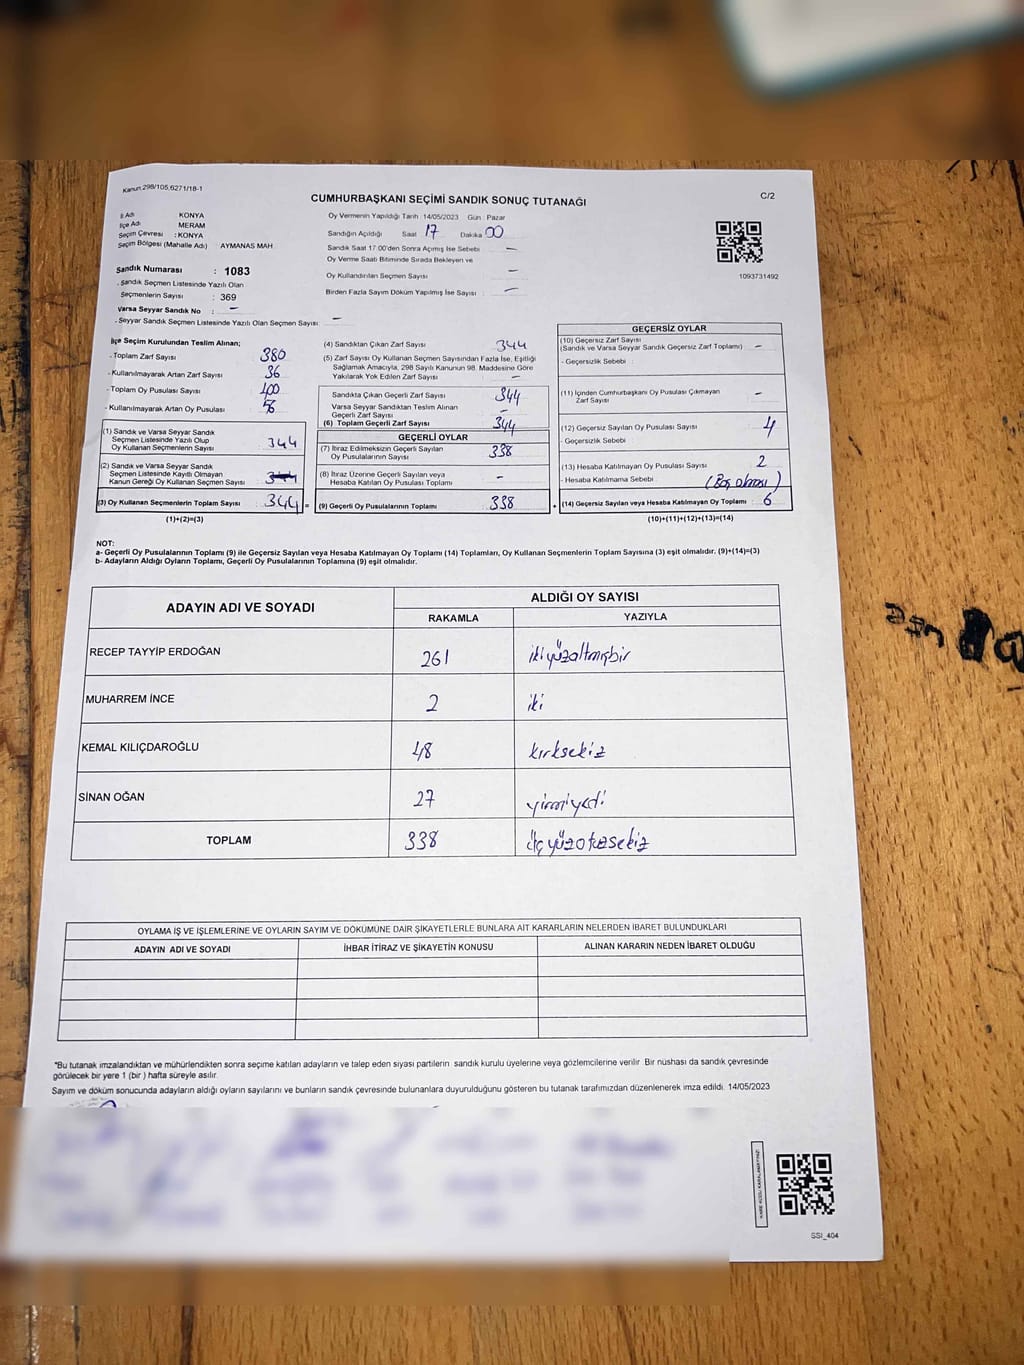 Kanun:298/105,6271/18-1
C/2
CUMHURBAŞKANI SEÇİMİ SANDIK SONUÇ TUTANAĞI
İl Adı : KONYA
İlçe Adı : MERAM
Seçim Çevresi : KONYA
Seçim Bölgesi (Mahalle Adı) : AYMANAS MAH.
Sandık Numarası : 1083
- Sandık Seçmen Listesinde Yazılı Olan
Seçmenlerin Sayısı : 369
Varsa Seyyar Sandık No : –
- Seyyar Sandık Seçmen Listesinde Yazılı Olan Seçmen Sayısı: –
Oy Vermenin Yapıldığı Tarih : 14/05/2023 Gün : Pazar
Sandığın Açıldığı Saat 17 Dakika 00
Sandık Saat 17.00'den Sonra Açımış İse Sebebi –
Oy Verme Saati Bitiminde Sırada Bekleyen ve
Oy Kullandırılan Seçmen Sayısı –
Birden Fazla Sayım Döküm Yapılmış İse Sayısı : –
1093731492
İlçe Seçim Kurulundan Teslim Alınan;
- Toplam Zarf Sayısı : 380
- Kullanılmayarak Artan Zarf Sayısı : 36
- Toplam Oy Pusulası Sayısı : 400
- Kullanılmayarak Artan Oy Pusulası :
(1) Sandık ve Varsa Seyyar Sandık
Seçmen Listesinde Yazılı Olup
Oy Kullanan Seçmenlerin Sayısı : 344
(2) Sandık ve Varsa Seyyar Sandık
Seçmen Listesinde Kayıtlı Olmayan
Kanun Gereği Oy Kullanan Seçmen Sayısı :
(3) Oy Kullanan Seçmenlerin Toplam Sayısı : 344
(1)+(2)=(3)
(4) Sandıktan Çıkan Zarf Sayısı : 344
(5) Zarf Sayısı Oy Kullanan Seçmen Sayısından Fazla İse, Eşitliği
Sağlamak Amacıyla, 298 Sayılı Kanunun 98. Maddesine Göre
Yakılarak Yok Edilen Zarf Sayısı : –
Sandıkta Çıkan Geçerli Zarf Sayısı : 344
Varsa Seyyar Sandıktan Teslim Alınan
Geçerli Zarf Sayısı : –
(6) Toplam Geçerli Zarf Sayısı : 344
GEÇERLİ OYLAR
(7) İtiraz Edilmeksizin Geçerli Sayılan
Oy Pusulalarının Sayısı : 338
(8) İtiraz Üzerine Geçerli Sayılan veya
Hesaba Katılan Oy Pusulası Toplamı : -
(9) Geçerli Oy Pusulalarının Toplamı : 338
GEÇERSİZ OYLAR
(10) Geçersiz Zarf Sayısı
(Sandık ve Varsa Seyyar Sandık Geçersiz Zarf Toplamı) : –
- Geçersizlik Sebebi :
(11) İçinden Cumhurbaşkanı Oy Pusulası Çıkmayan
Zarf Sayısı : –
(12) Geçersiz Sayılan Oy Pusulası Sayısı : 4
- Geçersizlik Sebebi :
(13) Hesaba Katılmayan Oy Pusulası Sayısı : 2
- Hesaba Katılmama Sebebi : (Boş olması)
(14) Geçersiz Sayılan veya Hesaba Katılmayan Oy Toplamı : 6
(10)+(11)+(12)+(13)=(14)
NOT:
a- Geçerli Oy Pusulalarının Toplamı (9) ile Geçersiz Sayılan veya Hesaba Katılmayan Oy Toplamı (14) Toplamları, Oy Kullanan Seçmenlerin Toplam Sayısına (3) eşit olmalıdır. (9)+(14)=(3)
b- Adayların Aldığı Oyların Toplamı, Geçerli Oy Pusulalarının Toplamına (9) eşit olmalıdır.
ADAYIN ADI VE SOYADI
ALDIĞI OY SAYISI
RAKAMLA YAZIYLA
RECEP TAYYİP ERDOĞAN 261 ikiyüzaltmışbir
MUHARREM İNCE 2 iki
KEMAL KILIÇDAROĞLU 48 kırksekiz
SİNAN OĞAN 27 yirmiyedi
TOPLAM 338 Üçyüzotuzsekiz
OYLAMA İŞ VE İŞLEMLERİNE VE OYLARIN SAYIM VE DÖKÜMÜNE DAİR ŞİKAYETLERLE BUNLARA AİT KARARLARIN NELERDEN İBARET BULUNDUKLARI
ADAYIN ADI VE SOYADI İHBAR İTİRAZ VE ŞİKAYETİN KONUSU ALINAN KARARIN NEDEN İBARET OLDUĞU
*Bu tutanak imzalandıktan ve mühürlendikten sonra seçime katılan adayların ve talep eden siyasi partilerin sandık kurulu üyelerine veya gözlemcilerine verilir. Bir nüshası da sandık çevresinde
görülecek bir yere 1 (bir ) hafta süreyle asılır.
Sayım ve döküm sonucunda adayların aldığı oyların sayılarını ve bunların sandık çevresinde bulunanlara duyurulduğunu gösteren bu tutanak tarafımızdan düzenlenerek imza edildi. 14/05/2023
KARE KODU KARALAMAYINIZ!
SSI_404